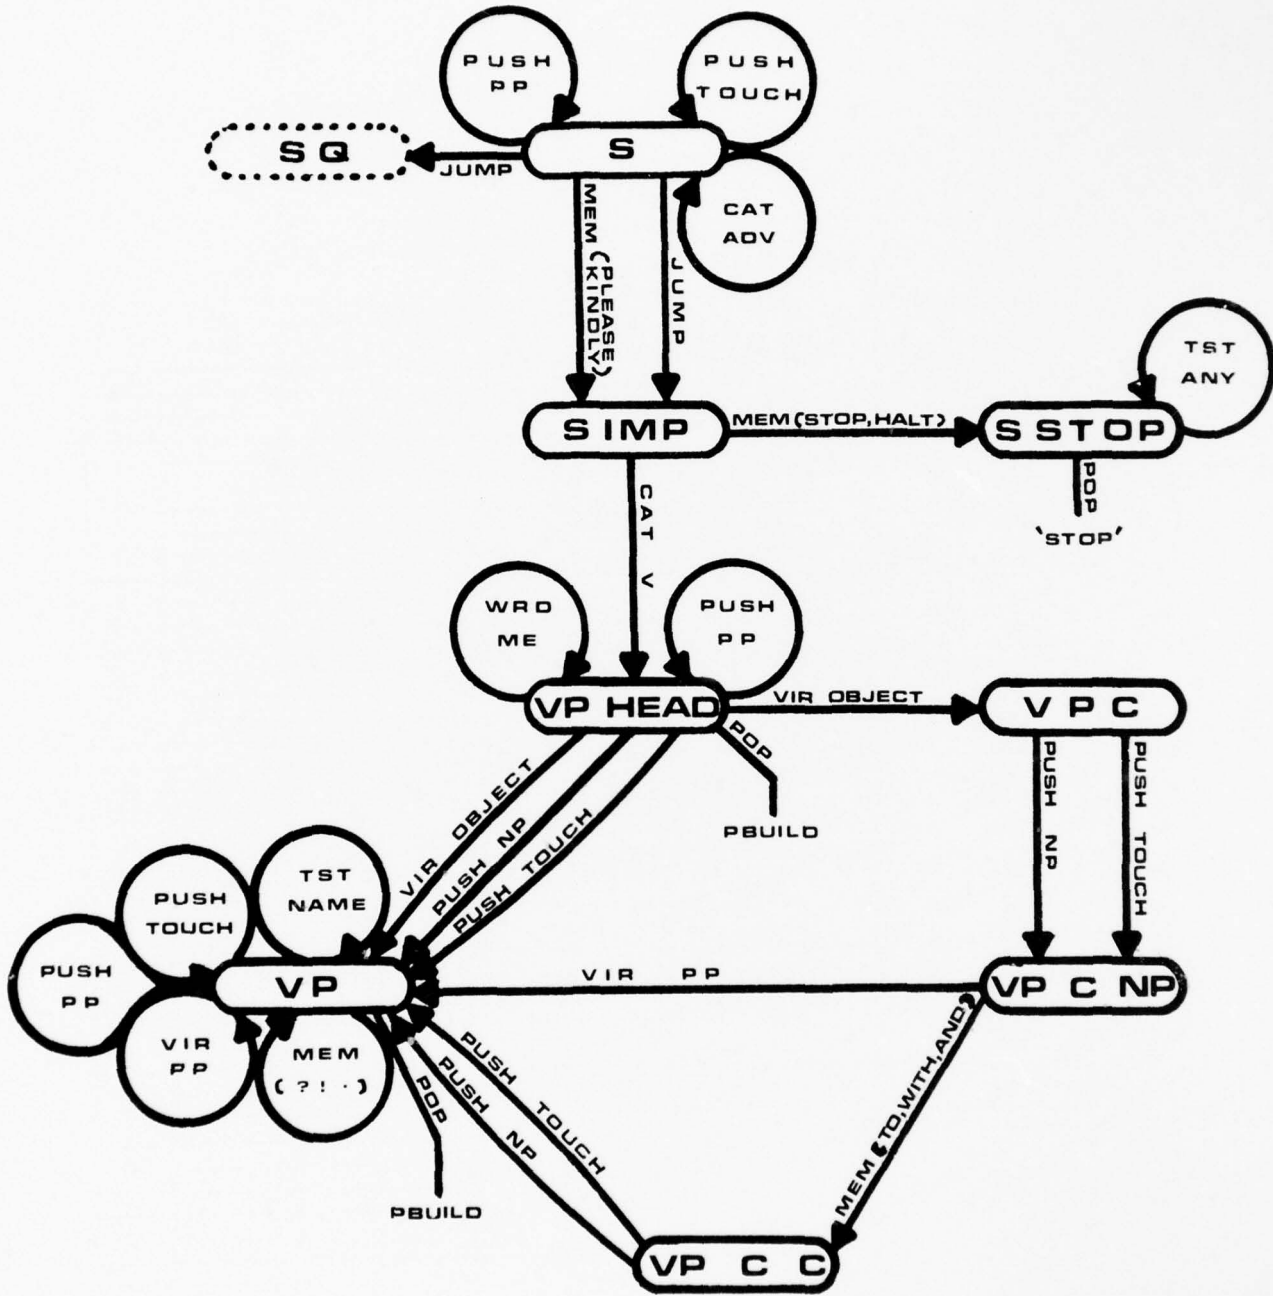 PUSH
PP
PUSH
TOUCH
SQ
JUMP
S
CAT
ADV
MEM (PLEASE,
KINDLY)
JUMP
TST
ANY
S IMP
MEM(STOP,HALT)
S STOP
POP
'STOP'
CAT V
WRD
ME
PUSH
PP
VP HEAD
VIR OBJECT
V P C
POP
PBUILD
VIR OBJECT
PUSH NP
PUSH TOUCH
PUSH NP
PUSH TOUCH
TST
NAME
PUSH
TOUCH
PUSH
PP
VP
VIR PP
VP C NP
VIR
PP
MEM
(?!.)
POP
PBUILD
PUSH TOUCH
PUSH NP
MEM(TO,WITH,AND)
VP C C